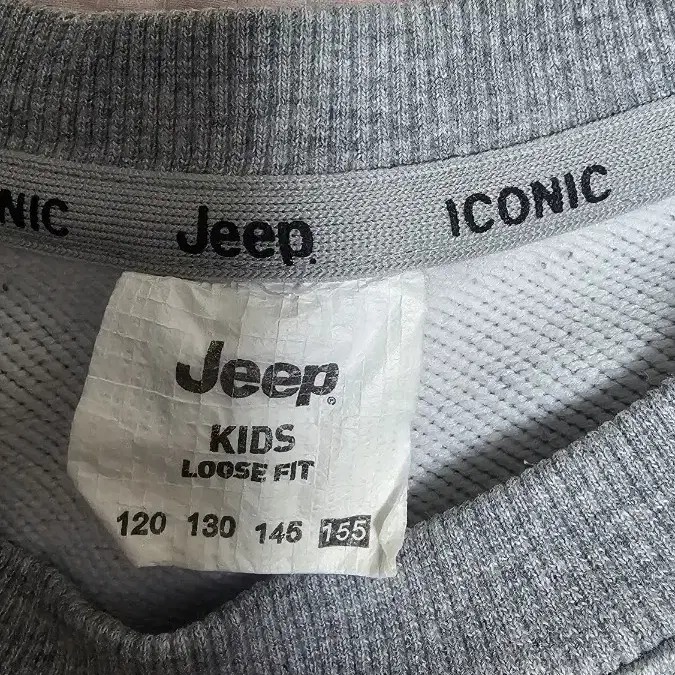 NIC Jeep. ICONIC
Jeep®
KIDS
LOOSE FIT
120 130 145 155